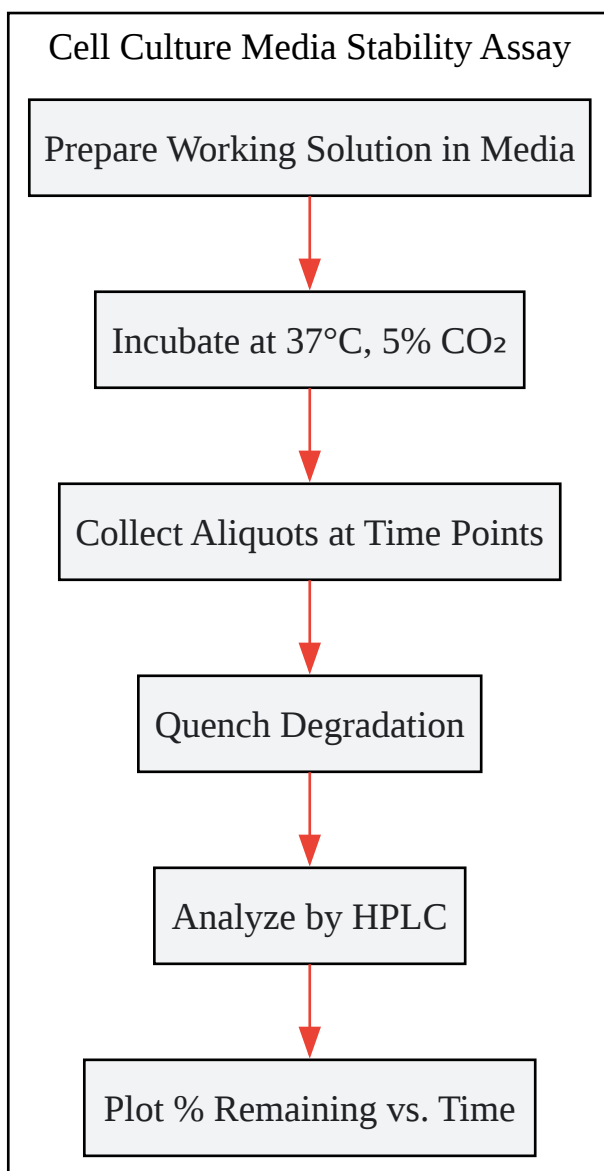 Cell Culture Media Stability Assay
Prepare Working Solution in Media
Incubate at 37°C, 5% CO₂
Collect Aliquots at Time Points
Quench Degradation
Analyze by HPLC
Plot % Remaining vs. Time